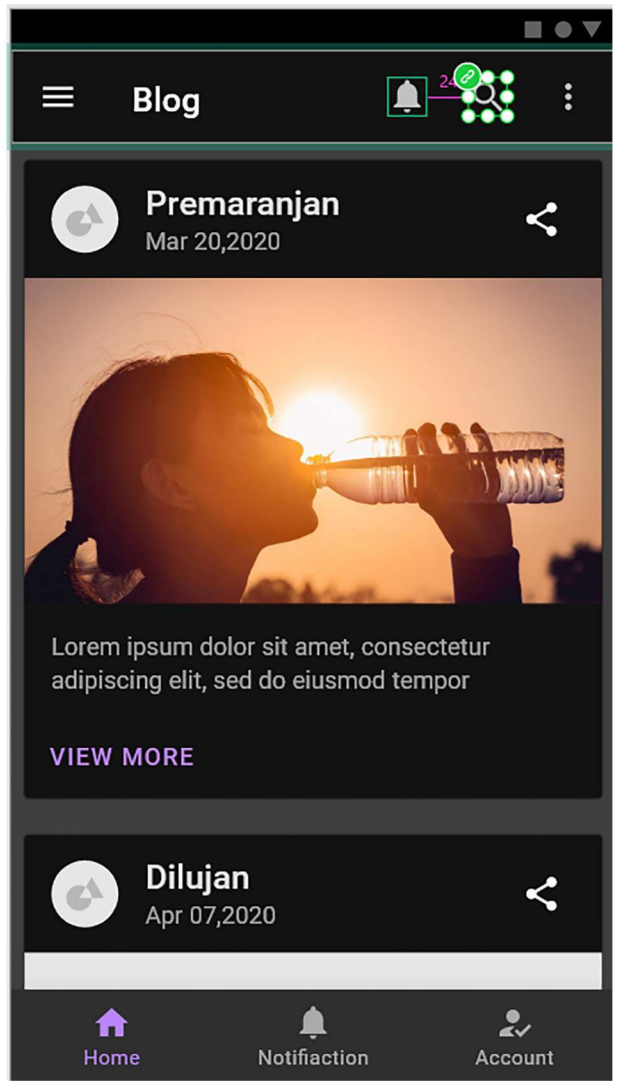 Blog
24
Premaranjan
Mar 20,2020
Lorem ipsum dolor sit amet, consectetur
adipiscing elit, sed do eiusmod tempor
VIEW MORE
Dilujan
Apr 07,2020
Home
Notifiaction
Account